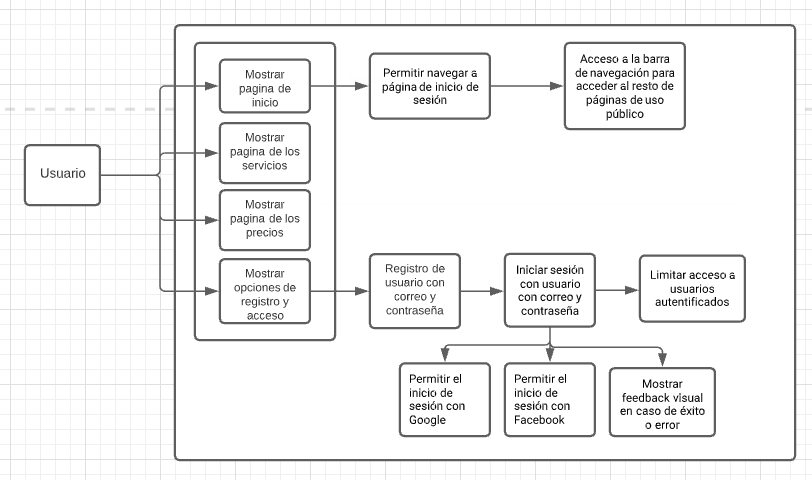 Usuario
Mostrar
pagina de
inicio
Permitir navegar a
página de inicio de
sesión
Acceso a la barra
de navegación para
acceder al resto de
páginas de uso
público
Mostrar
pagina de los
servicios
Mostrar
pagina de los
precios
Mostrar
opciones de
registro y
acceso
Registro de
usuario con
correo y
contraseña
Iniciar sesión
con usuario
con correo y
contraseña
Limitar acceso a
usuarios
autentificados
Permitir el
inicio de
sesión con
Google
Permitir el
inicio de
sesión con
Facebook
Mostrar
feedback visual
en caso de éxito
o error